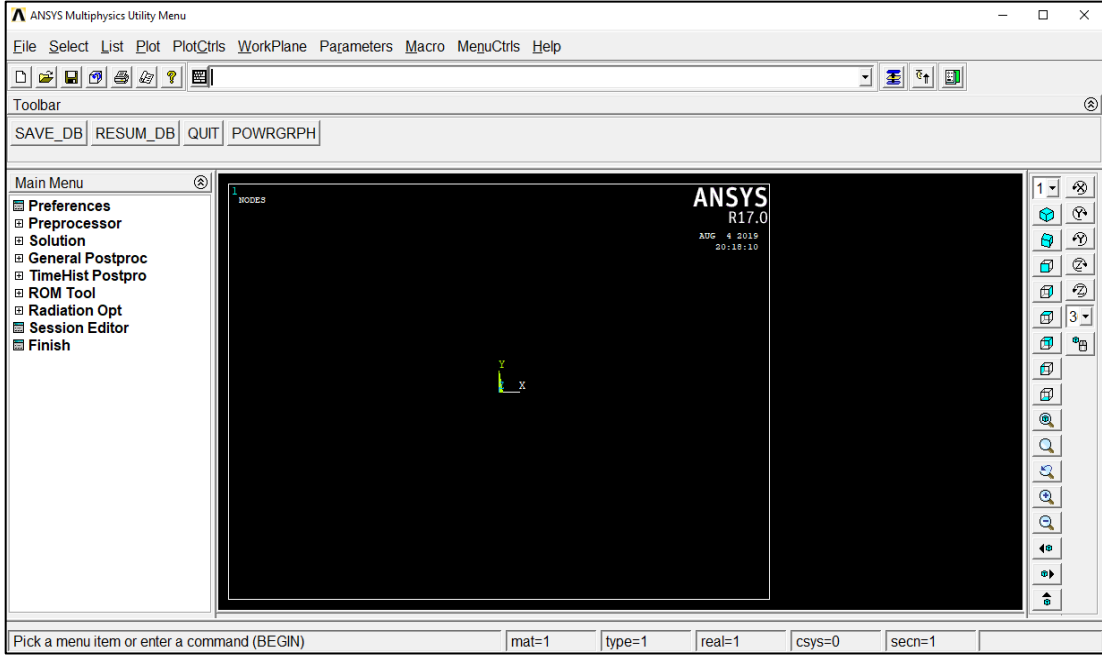 ANSYS Multiphysics Utility Menu
File Select List Plot PlotCtrls WorkPlane Parameters Macro MenuCtrls Help
Toolbar
SAVE_DB RESUM_DB QUIT POWRGRPH
Main Menu
Preferences
Preprocessor
Solution
General Postproc
TimeHist Postpro
ROM Tool
Radiation Opt
Session Editor
Finish
1
NODES
ANSYS
R17.0
AUG 4 2019
20:18:10
Y
X
1
X
Y
Y
Z
Z
3
Pick a menu item or enter a command (BEGIN) mat=1 type=1 real=1 csys=0 secn=1